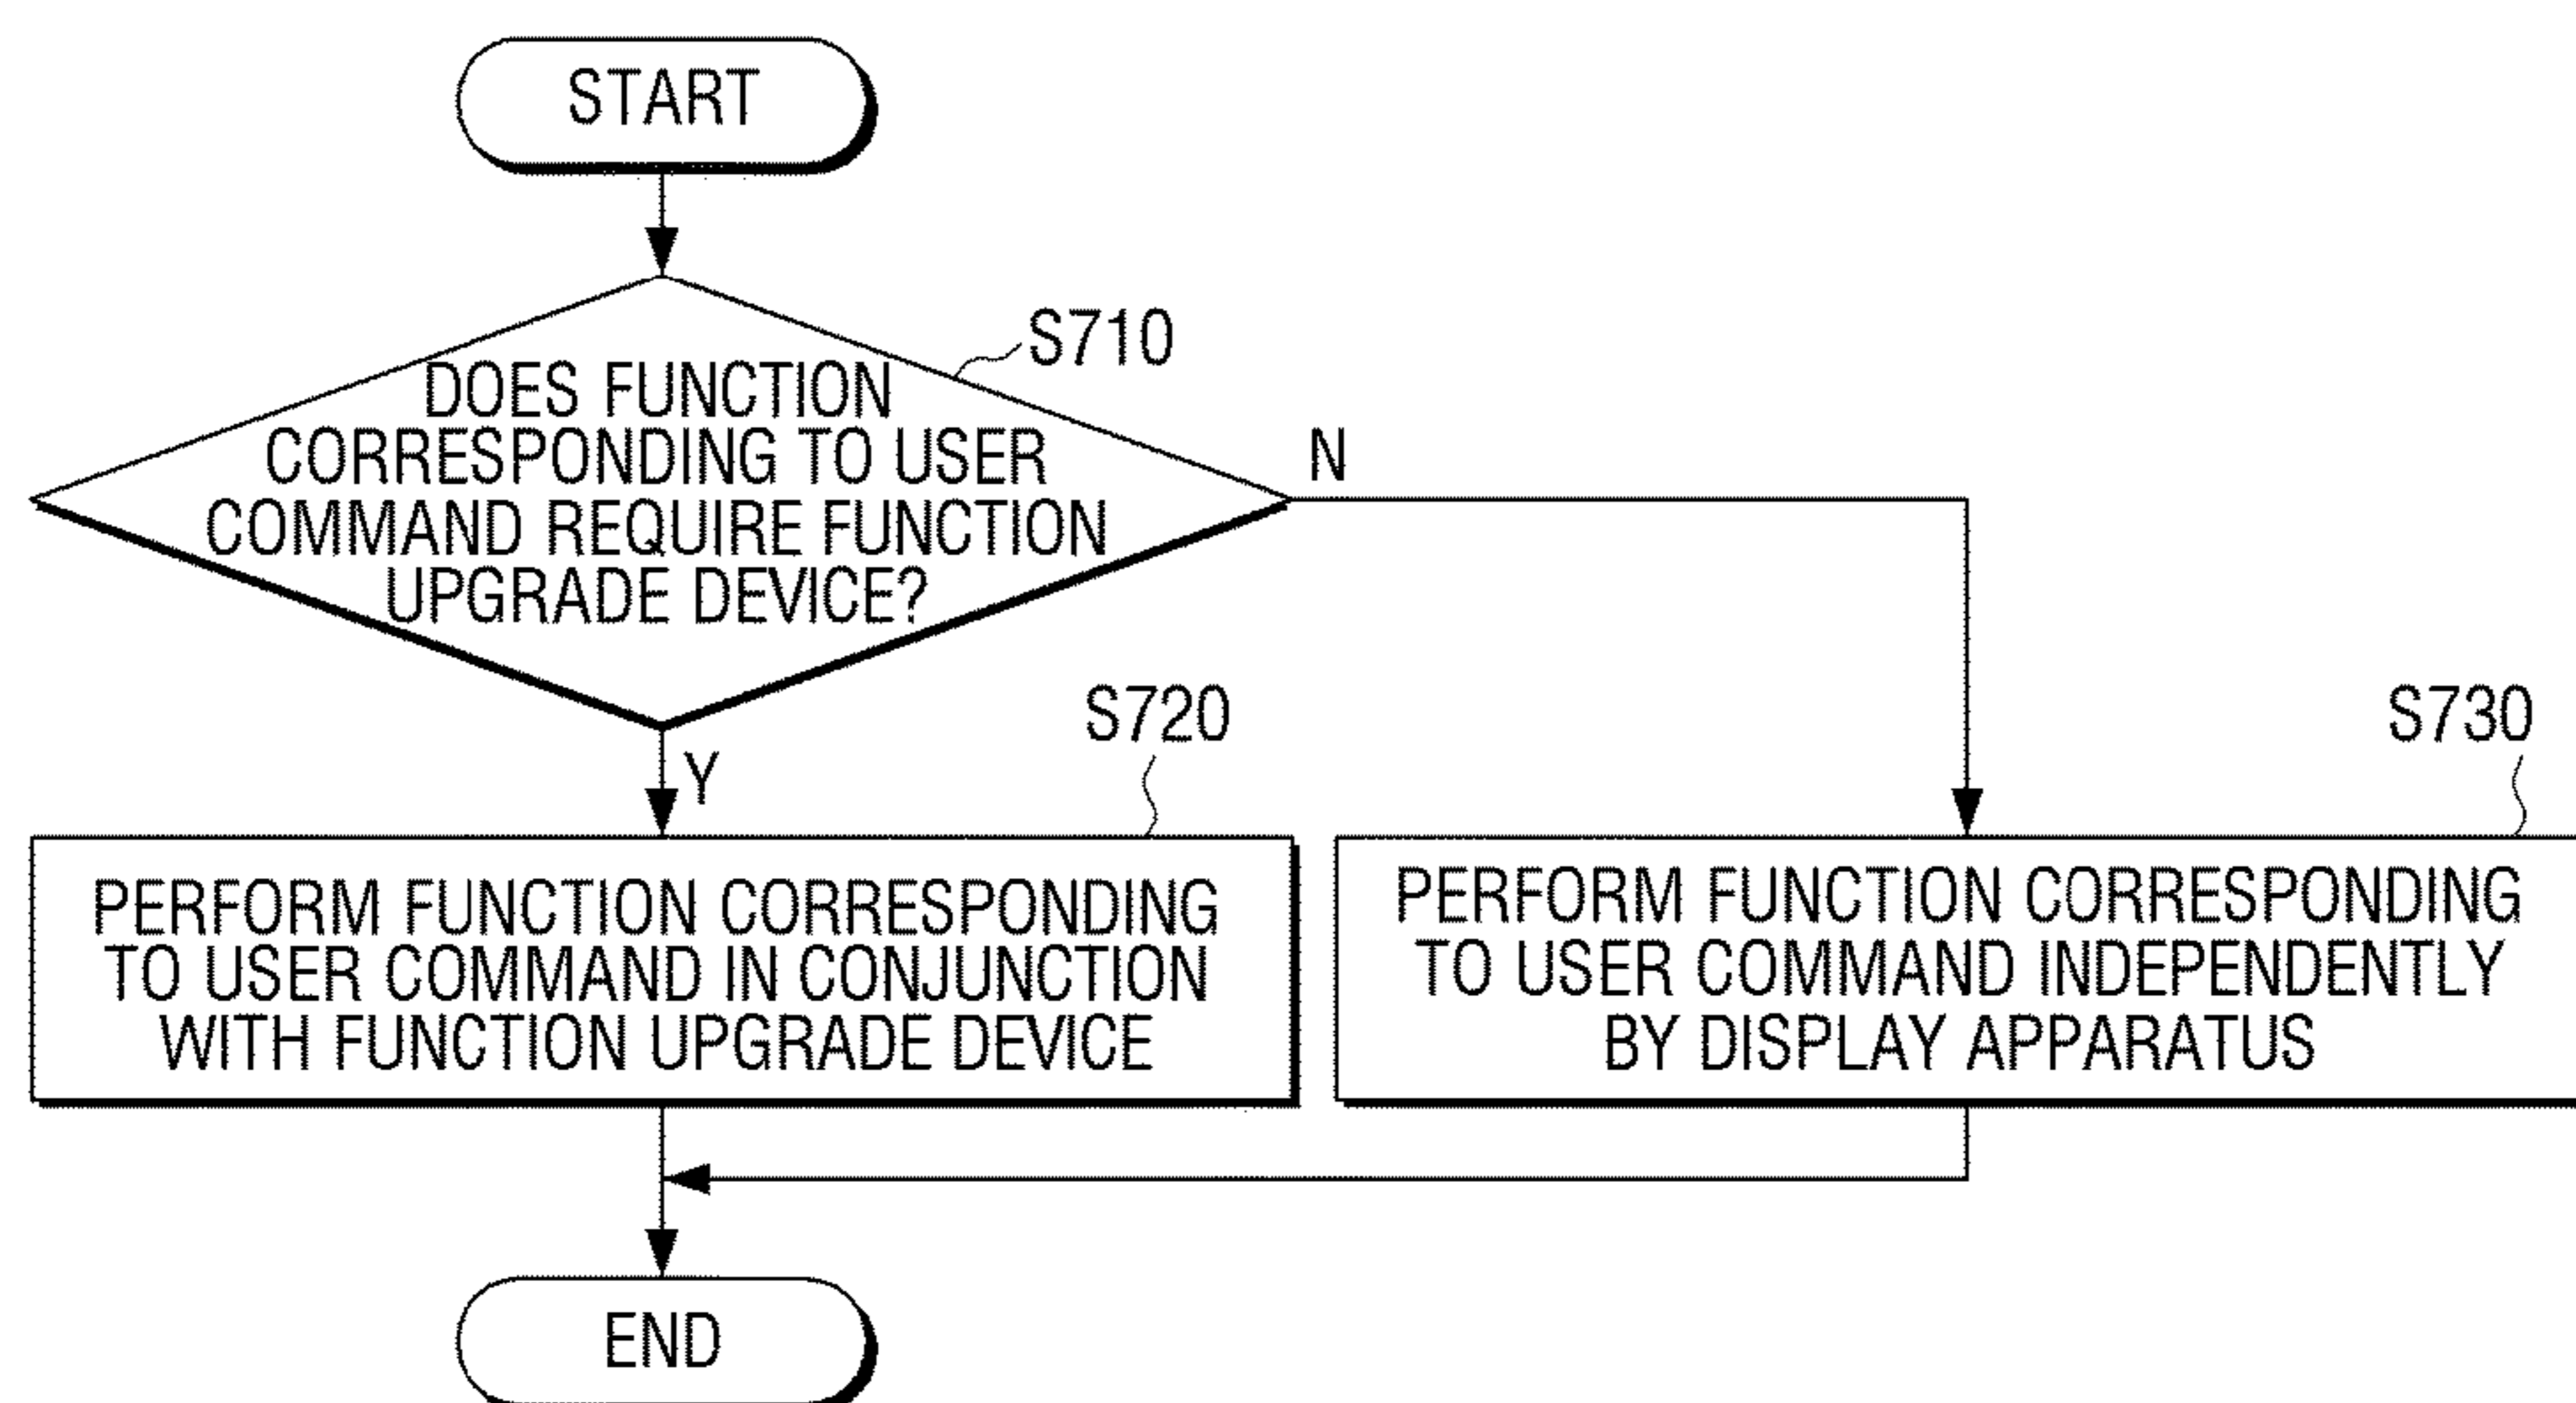 START
S710
DOES FUNCTION
CORRESPONDING TO USER
COMMAND REQUIRE FUNCTION
UPGRADE DEVICE?
N
Y
S720
PERFORM FUNCTION CORRESPONDING
TO USER COMMAND IN CONJUNCTION
WITH FUNCTION UPGRADE DEVICE
S730
PERFORM FUNCTION CORRESPONDING
TO USER COMMAND INDEPENDENTLY
BY DISPLAY APPARATUS
END